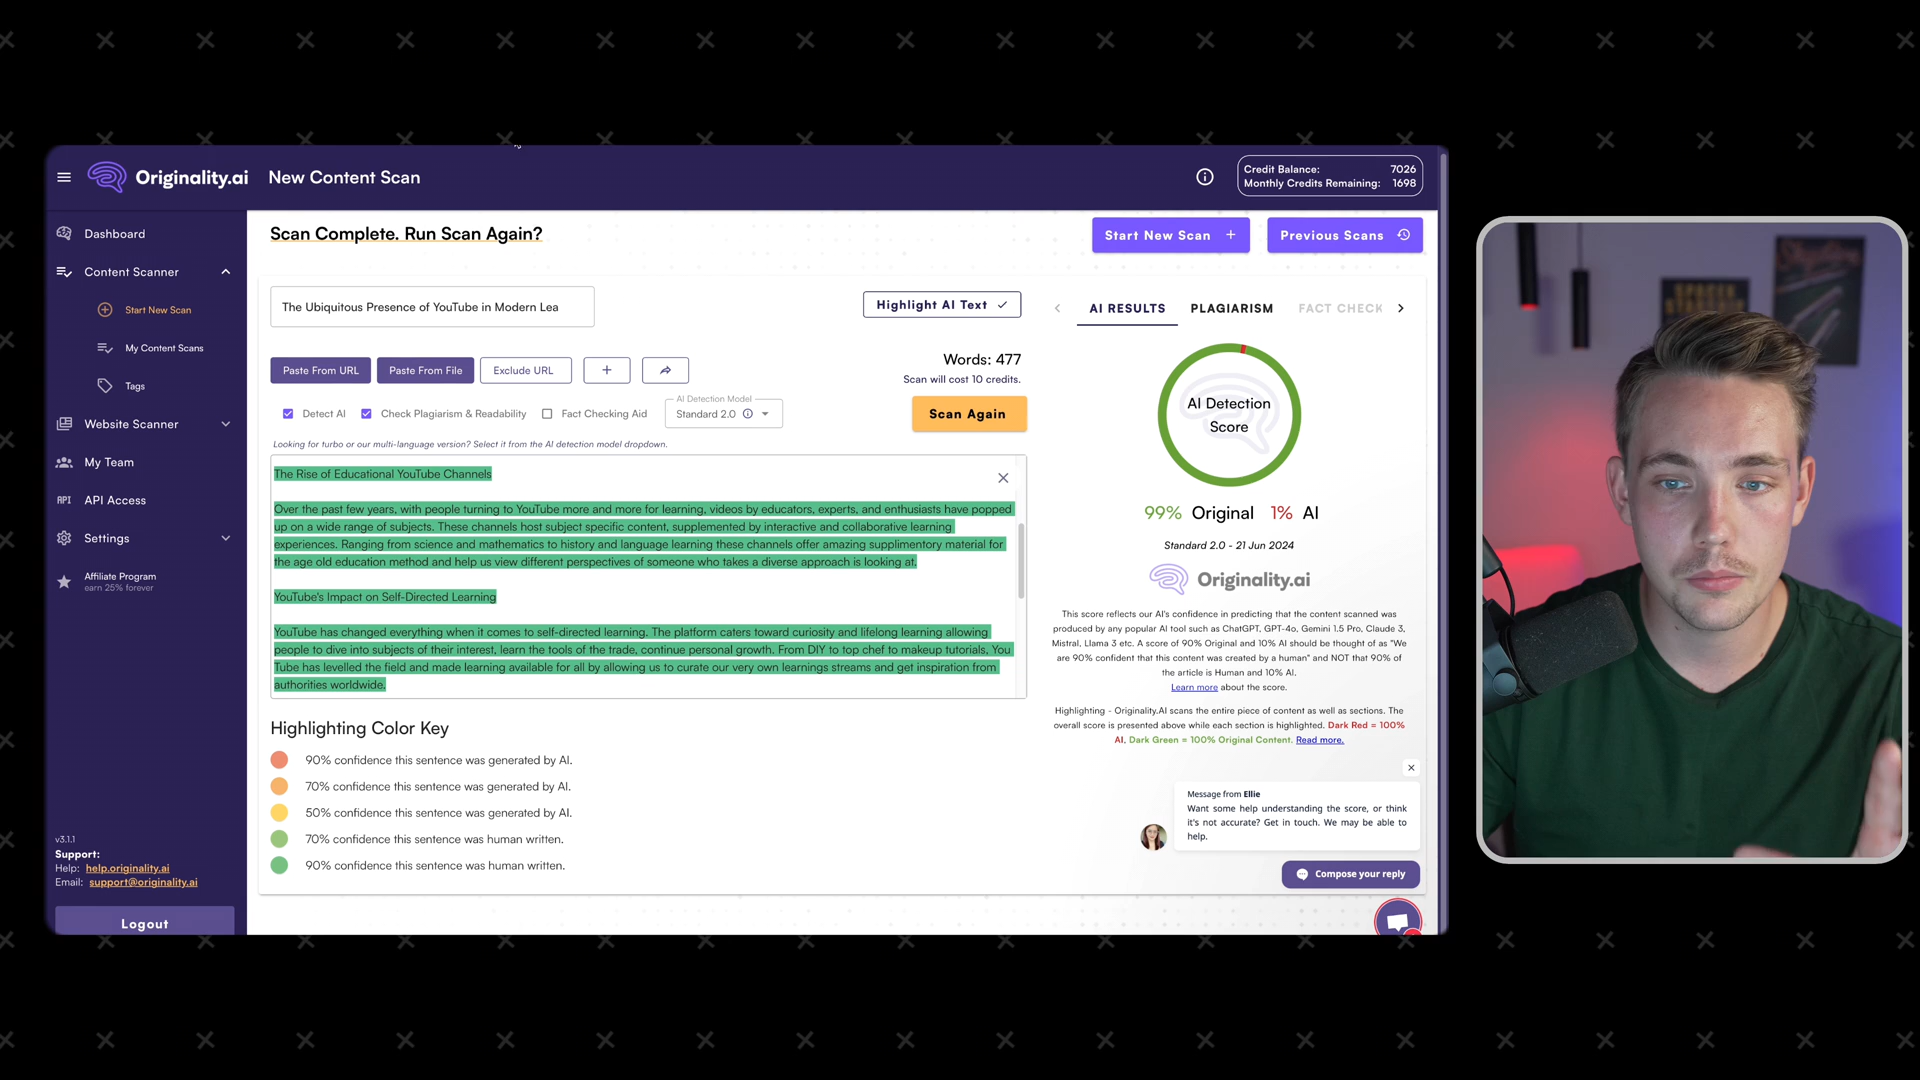 Originality.ai
New Content Scan
Credit Balance: 7026
Monthly Credits Remaining: 1698
Dashboard
Content Scanner
Start New Scan
My Content Scans
Tags
Website Scanner
My Team
API API Access
Settings
Affiliate Program
earn 25% forever
v3.1.1
Support:
Help: help.originality.ai
Email: support@originality.ai
Logout
Scan Complete. Run Scan Again?
Start New Scan +
Previous Scans
The Ubiquitous Presence of YouTube in Modern Lea
Highlight AI Text
Paste From URL
Paste From File
Exclude URL
+
Words: 477
Scan will cost 10 credits.
Detect AI
Check Plagiarism & Readability
Fact Checking Aid
AI Detection Model
Standard 2.0
Scan Again
Looking for turbo or our multi-language version? Select it from the AI detection model dropdown.
The Rise of Educational YouTube Channels
Over the past few years, with people turning to YouTube more and more for learning, videos by educators, experts, and enthusiasts have popped
up on a wide range of subjects. These channels host subject specific content, supplemented by interactive and collaborative learning
experiences. Ranging from science and mathematics to history and language learning these channels offer amazing supplimentory material for
the age old education method and help us view different perspectives of someone who takes a diverse approach is looking at.
YouTube's Impact on Self-Directed Learning
YouTube has changed everything when it comes to self-directed learning. The platform caters toward curiosity and lifelong learning allowing
people to dive into subjects of their interest, learn the tools of the trade, continue personal growth. From DIY to top chef to makeup tutorials, You
Tube has levelled the field and made learning available for all by allowing us to curate our very own learnings streams and get inspiration from
authorities worldwide.
Highlighting Color Key
90% confidence this sentence was generated by AI.
70% confidence this sentence was generated by AI.
50% confidence this sentence was generated by AI.
70% confidence this sentence was human written.
90% confidence this sentence was human written.
AI RESULTS
PLAGIARISM
FACT CHECK
AI Detection
Score
99% Original 1% AI
Standard 2.0 - 21 Jun 2024
Originality.ai
This score reflects our AI's confidence in predicting that the content scanned was
produced by any popular AI tool such as ChatGPT, GPT-4o, Gemini 1.5 Pro, Claude 3,
Mistral, Llama 3 etc. A score of 90% Original and 10% AI should be thought of as "We
are 90% confident that this content was created by a human" and NOT that 90% of
the article is Human and 10% AI.
Learn more about the score.
Highlighting - Originality.AI scans the entire piece of content as well as sections. The
overall score is presented above while each section is highlighted. Dark Red = 100%
AI, Dark Green = 100% Original Content. Read more.
Message from Ellie
Want some help understanding the score, or think
it's not accurate? Get in touch. We may be able to
help.
Compose your reply